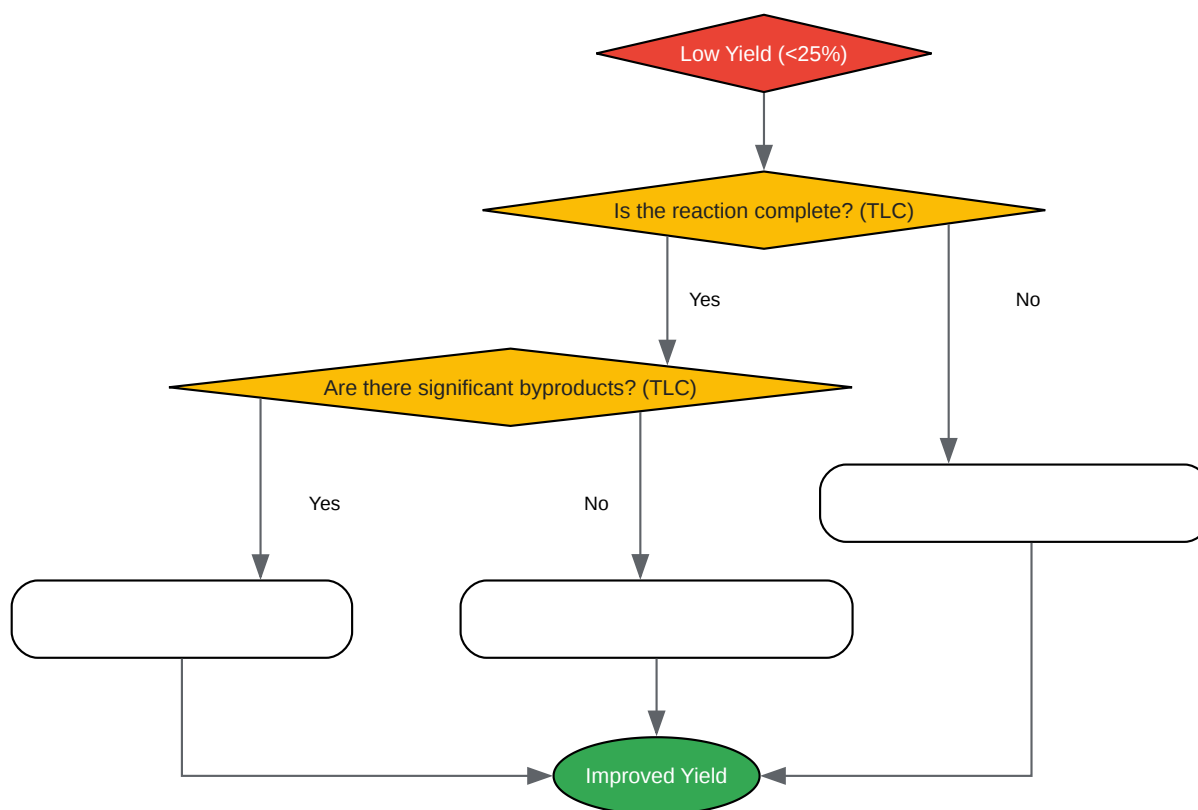 Low Yield (<25%)
Is the reaction complete? (TLC)
Yes
No
Are there significant byproducts? (TLC)
Yes
No
Improved Yield